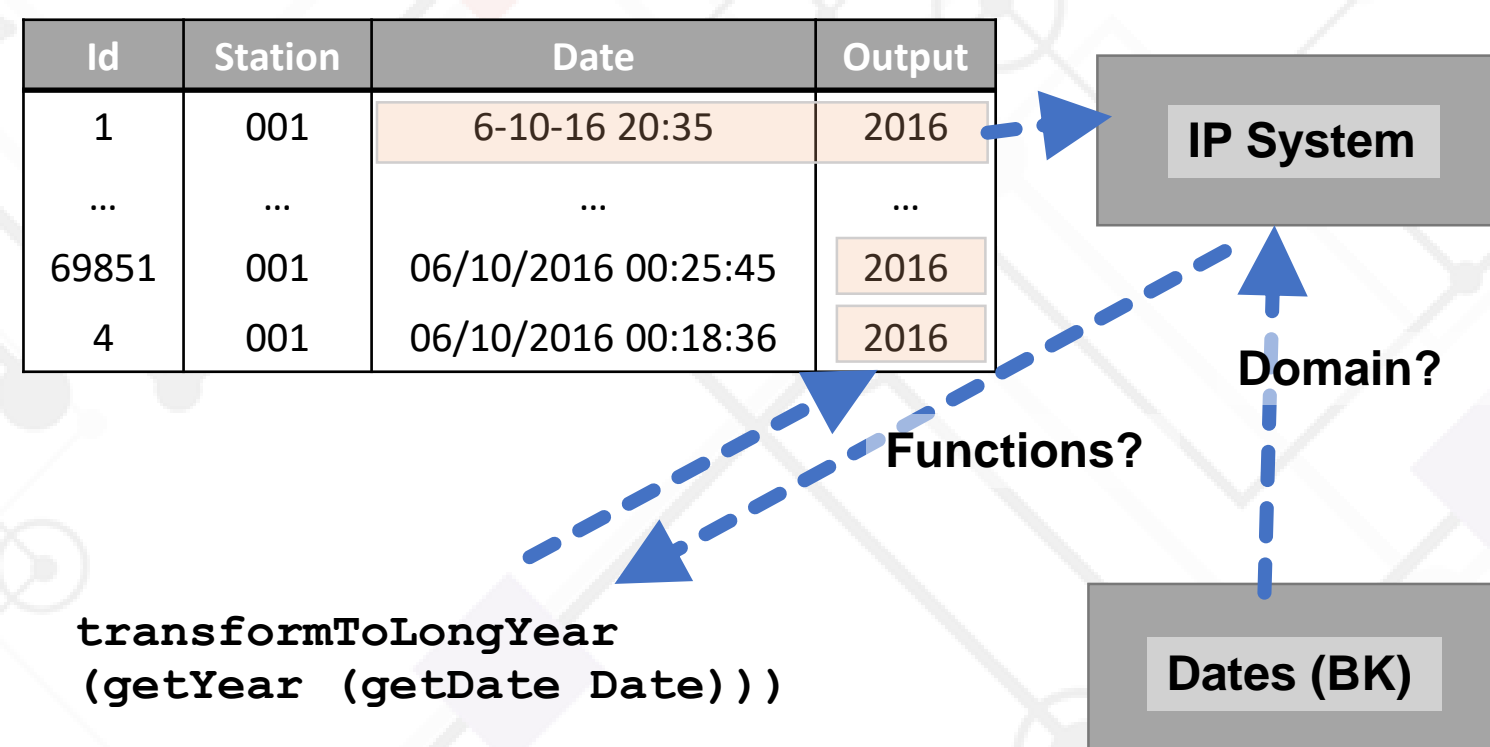 Id Station Date Output
1 001 6-10-16 20:35 2016
... ... ... ...
69851 001 06/10/2016 00:25:45 2016
4 001 06/10/2016 00:18:36 2016
IP System
Domain?
Functions?
transformToLongYear
(getYear (getDate Date)))
Dates (BK)